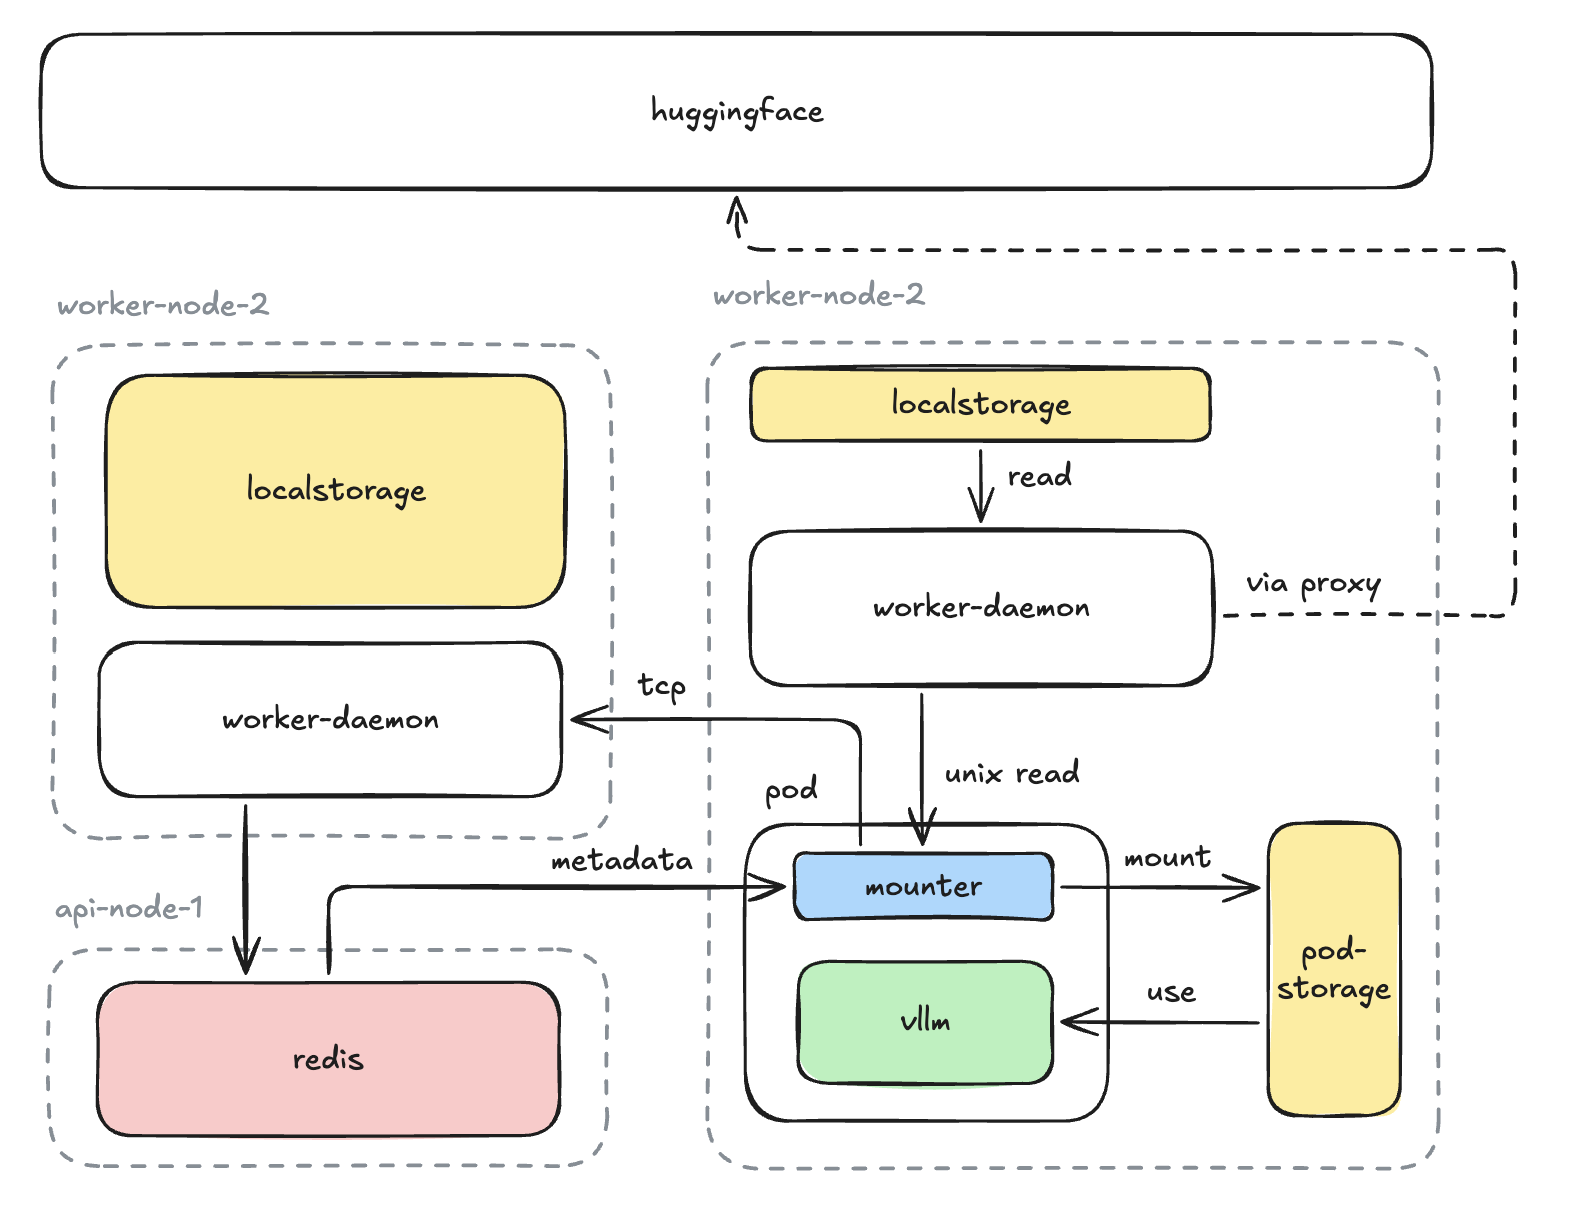 huggingface
worker-node-2
worker-node-2
localstorage
read
localstorage
via proxy
worker-daemon
tcp
worker-daemon
unix read
pod
metadata
mounter
mount
api-node-1
pod-
storage
use
vllm
redis